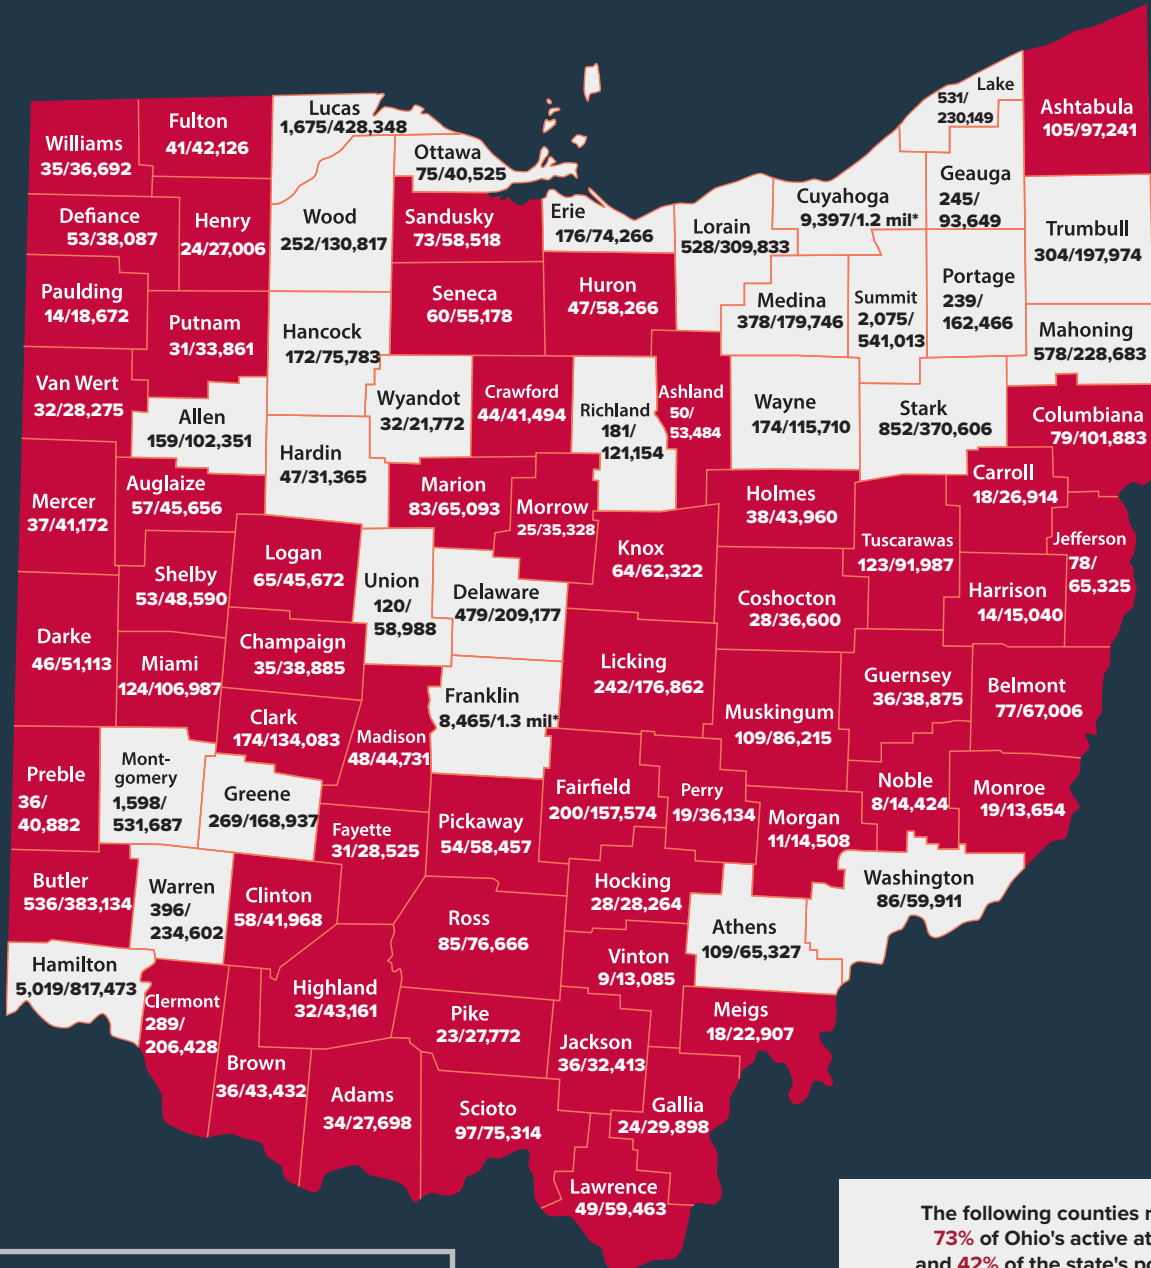 Lake
531/
230,149
Ashtabula
105/97,241
Lucas
1,675/428,348
Fulton
41/42,126
Williams
35/36,692
Ottawa
75/40,525
Geauga
245/
93,649
Cuyahoga
9,397/1.2 mil*
Defiance
53/38,087
Henry
24/27,006
Wood
252/130,817
Sandusky
73/58,518
Erie
176/74,266
Lorain
528/309,833
Trumbull
304/197,974
Paulding
14/18,672
Putnam
31/33,861
Hancock
172/75,783
Seneca
60/55,178
Huron
47/58,266
Medina
378/179,746
Summit
2,075/
541,013
Portage
239/
162,466
Mahoning
578/228,683
Van Wert
32/28,275
Allen
159/102,351
Wyandot
32/21,772
Crawford
44/41,494
Richland
181/
121,154
Ashland
50/
53,484
Wayne
174/115,710
Stark
852/370,606
Columbiana
79/101,883
Hardin
47/31,365
Mercer
37/41,172
Auglaize
57/45,656
Marion
83/65,093
Morrow
25/35,328
Holmes
38/43,960
Carroll
18/26,914
Logan
65/45,672
Knox
64/62,322
Tuscarawas
123/91,987
Jefferson
78/
65,325
Shelby
53/48,590
Union
120/
58,988
Delaware
479/209,177
Coshocton
28/36,600
Harrison
14/15,040
Darke
46/51,113
Miami
124/106,987
Champaign
35/38,885
Licking
242/176,862
Guernsey
36/38,875
Belmont
77/67,006
Franklin
8,465/1.3 mil*
Clark
174/134,083
Madison
48/44,731
Muskingum
109/86,215
Preble
36/
40,882
Mont-
gomery
1,598/
531,687
Greene
269/168,937
Fairfield
200/157,574
Perry
19/36,134
Noble
8/14,424
Monroe
19/13,654
Fayette
31/28,525
Pickaway
54/58,457
Morgan
11/14,508
Butler
536/383,134
Warren
396/
234,602
Clinton
58/41,968
Hocking
28/28,264
Washington
86/59,911
Ross
85/76,666
Athens
109/65,327
Hamilton
5,019/817,473
Vinton
9/13,085
Clermont
289/
206,428
Highland
32/43,161
Pike
23/27,772
Meigs
18/22,907
Jackson
36/32,413
Brown
36/43,432
Adams
34/27,698
Scioto
97/75,314
Gallia
24/29,898
Lawrence
49/59,463
The following counties
73% of Ohio's active
and 42% of the state's